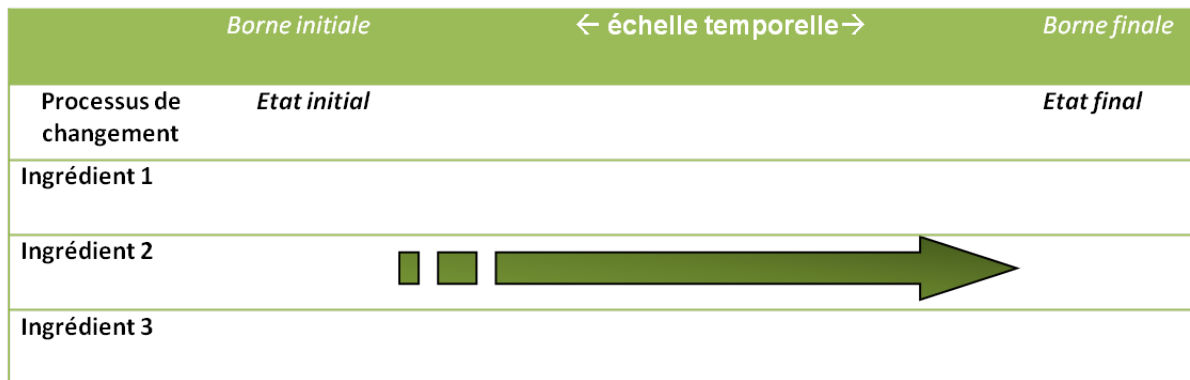 Borne initiale ← échelle temporelle→ Borne finale
Processus de changement Etat initial Etat final
Ingrédient 1
Ingrédient 2
Ingrédient 3